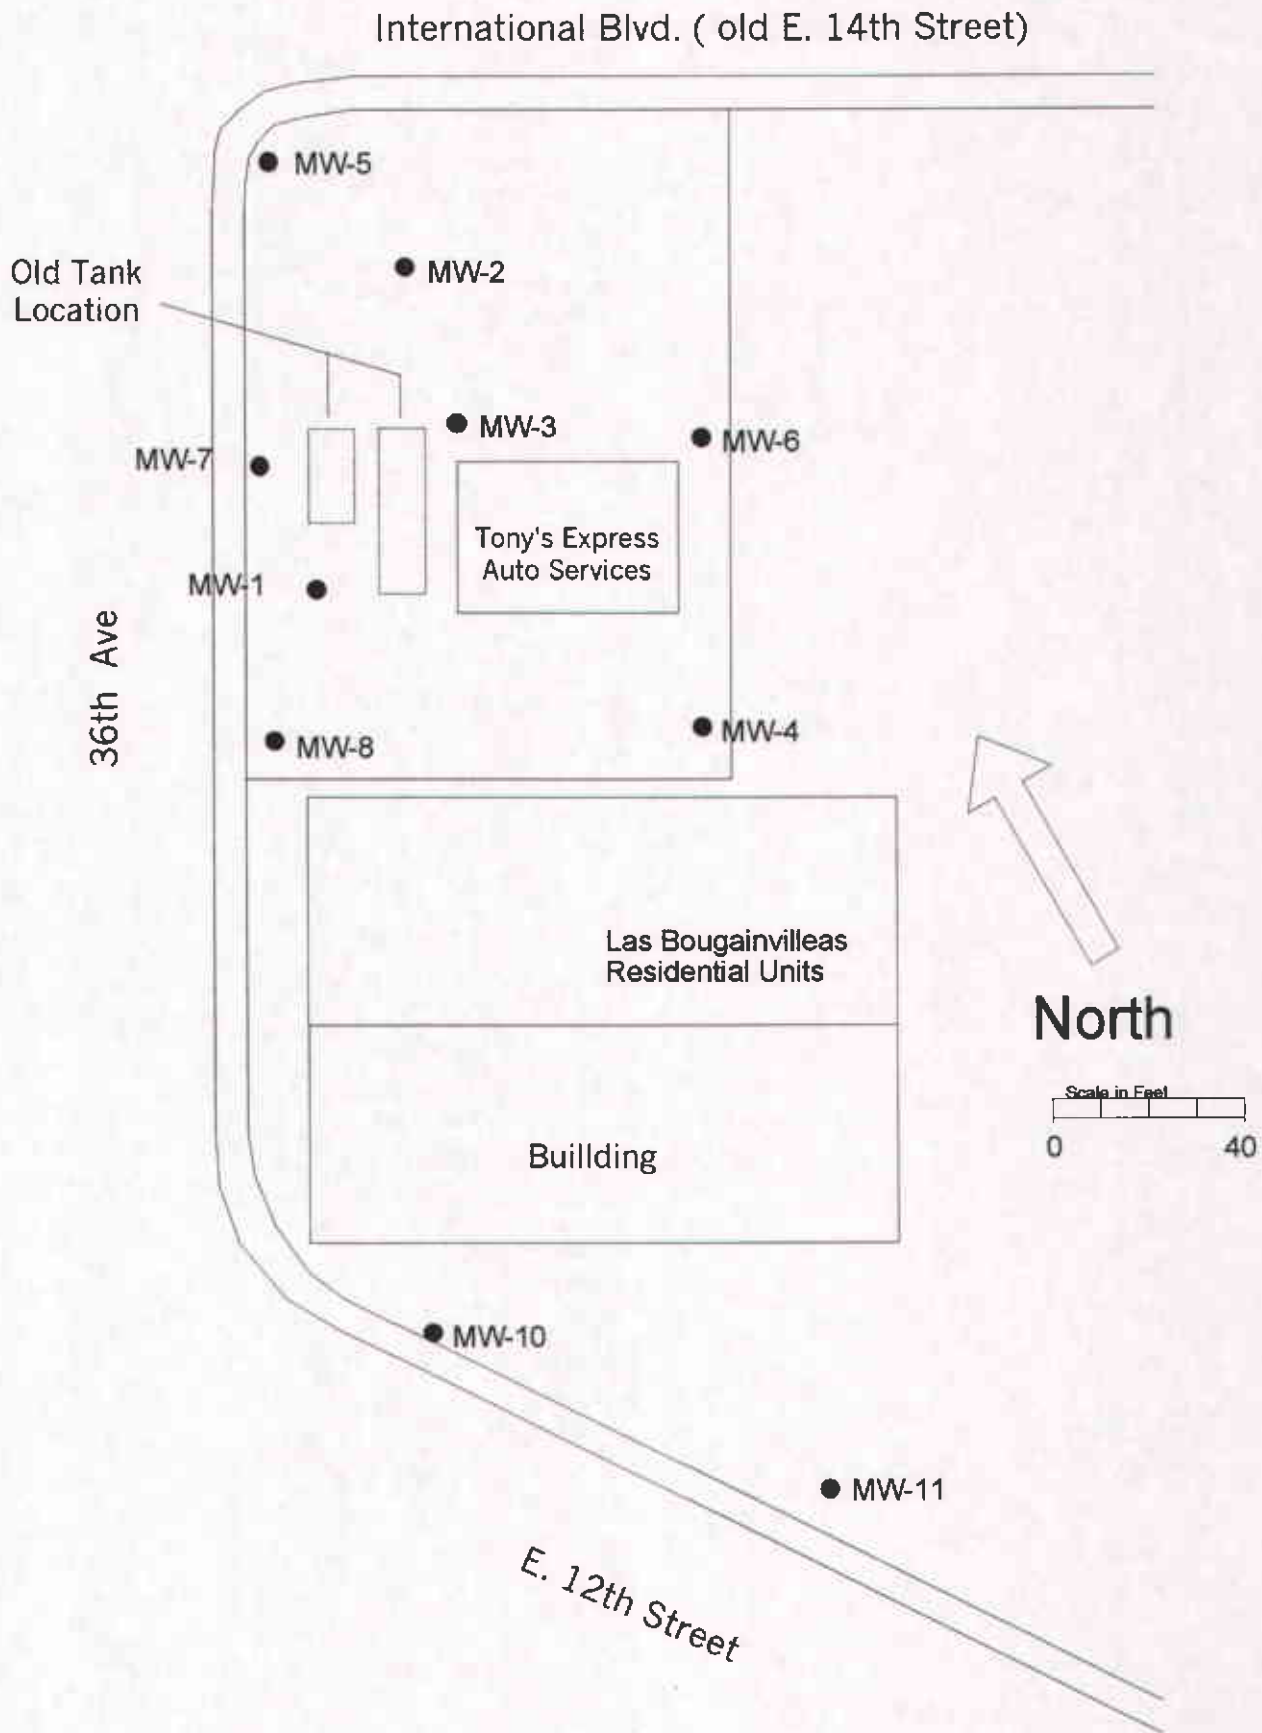 International Blvd. ( old E. 14th Street)
MW-5
MW-2
Old Tank
Location
MW-3
MW-6
MW-7
Tony's Express
Auto Services
MW-1
36th Ave
MW-4
MW-8
Las Bougainvilleas
Residential Units
North
Scale in Feet
0
40
Buillding
MW-10
MW-11
E. 12th Street